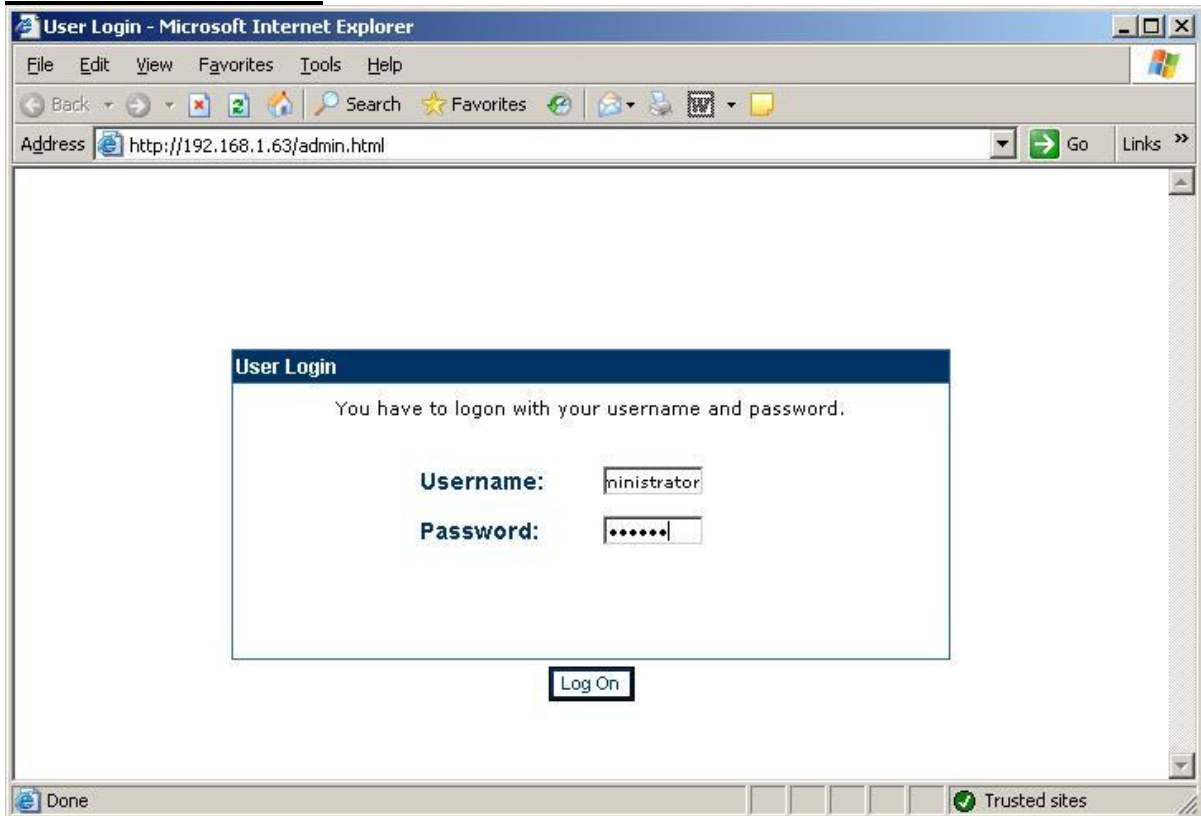 User Login - Microsoft Internet Explorer
File Edit View Favorites Tools Help
Back Search Favorites W
Address http://192.168.1.63/admin.html Go Links »
User Login
You have to logon with your username and password.
Username: ninistrator
Password: ••••••
Log On
Done Trusted sites